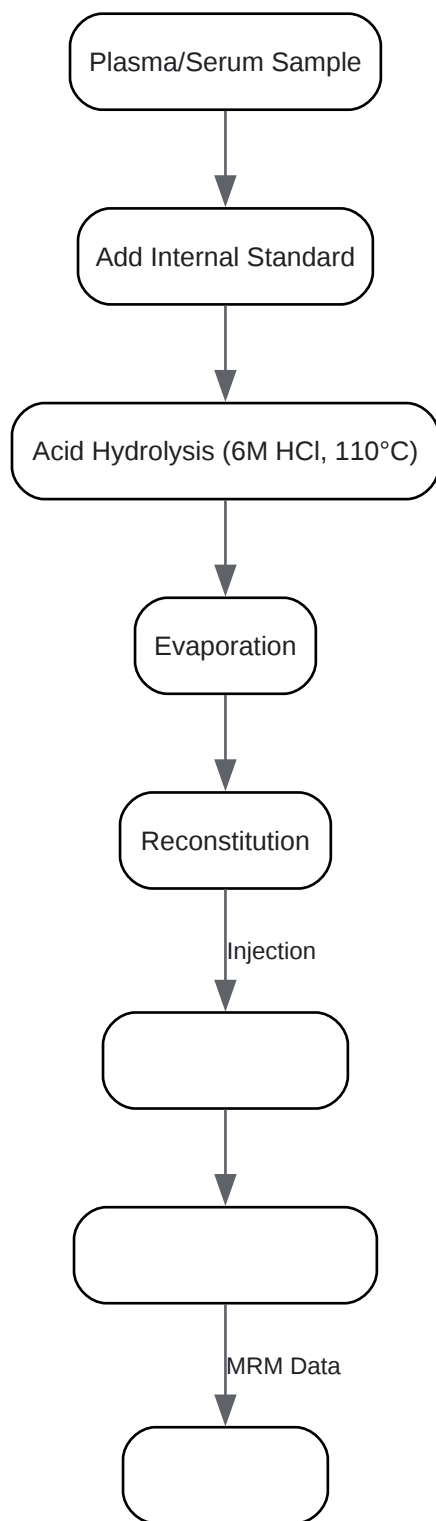 Plasma/Serum Sample
Add Internal Standard
Acid Hydrolysis (6M HCl, 110°C)
Evaporation
Reconstitution
Injection
MRM Data